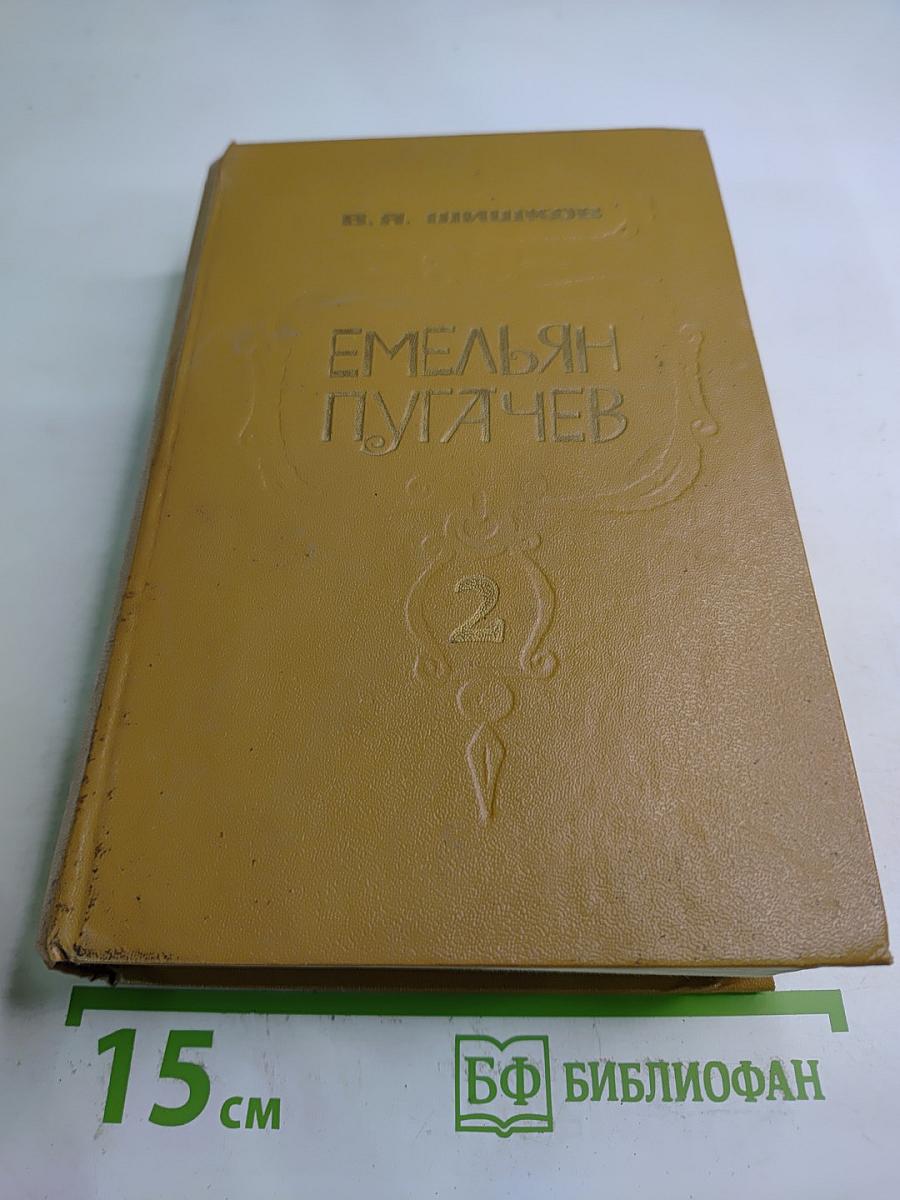 В. Я. ШИШКОВ
ЕМЕЛЬЯН
ПУГАЧЕВ
2
15 см
БФ БИБЛИОФАН